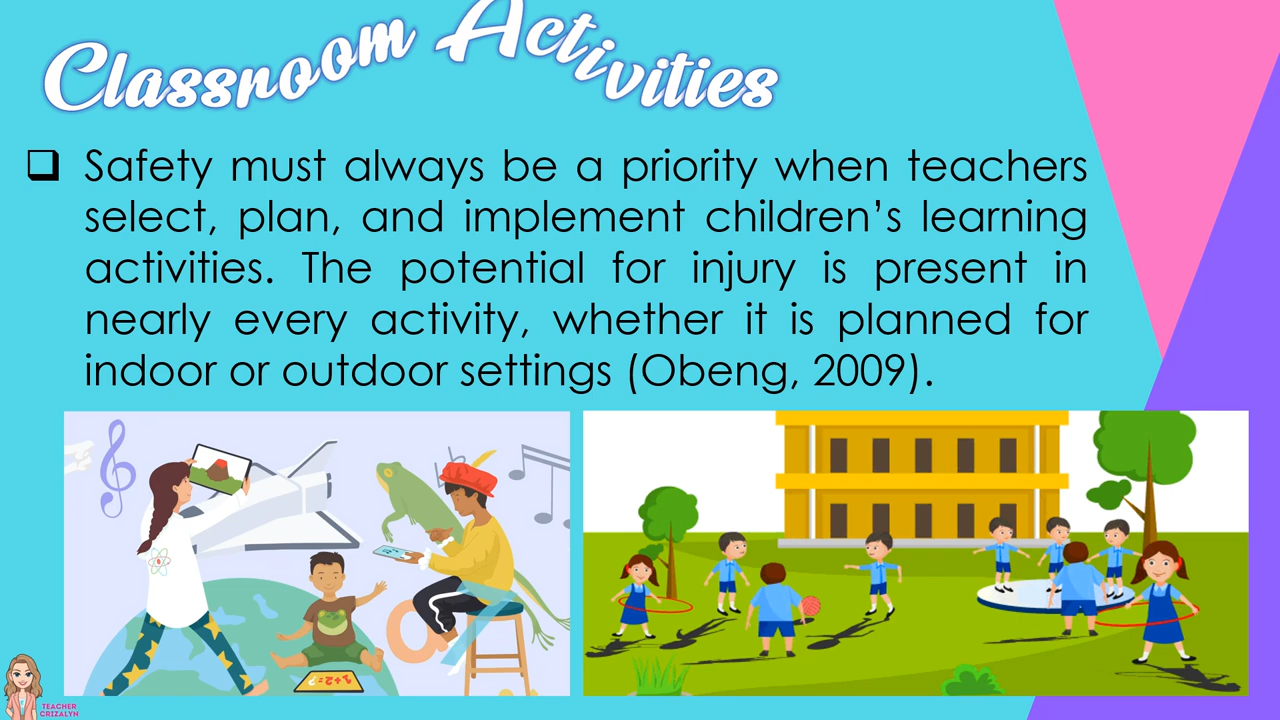 Classroom Activities
❑ Safety must always be a priority when teachers
select, plan, and implement children’s learning
activities. The potential for injury is present in
nearly every activity, whether it is planned for
indoor or outdoor settings (Obeng, 2009).
1+2=?
TEACHER
CRIZALYN